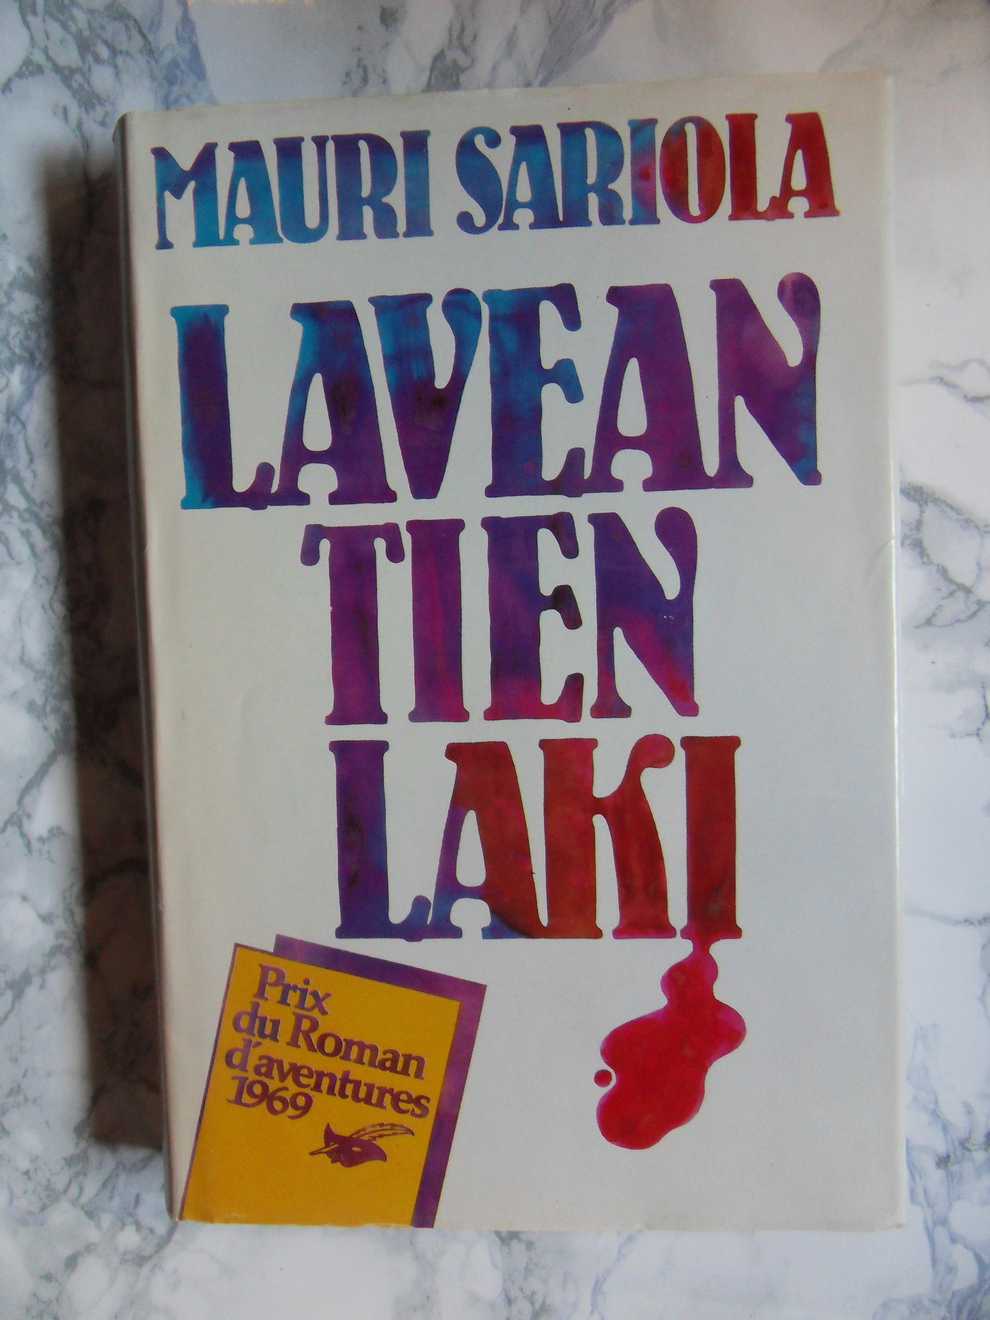 MAURI SARIOLA
LAVEAN
TIEN
LAKI
Prix
du Roman
d'aventures
1969